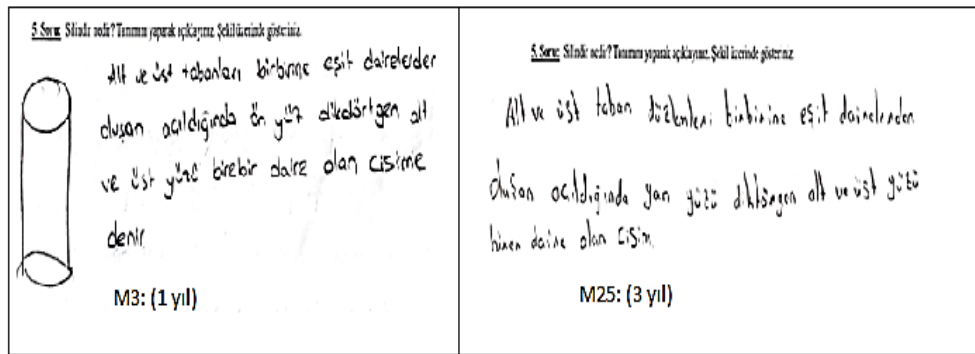 5. Soru: Silindir nedir? Tanımını yaparak açıklayınız. Şekil üzerinde gösteriniz.
Alt ve üst tabanları birbirine eşit dairelerder
oluşan açıldığında ön yüz dikdörtgen alt
ve üst yüzü birebir daire olan cisime
denir
M3: (1 yıl)
5. Soru: Silindir nedir? Tanımını yaparak açıklayınız. Şekil üzerinde gösteriniz.
Alt ve üst taban düzlemleri birbirine eşit dairelerden
oluşan açıldığında yan yüzü diktörgen alt ve üst yüzü
birer daire olan cisim.
M25: (3 yıl)